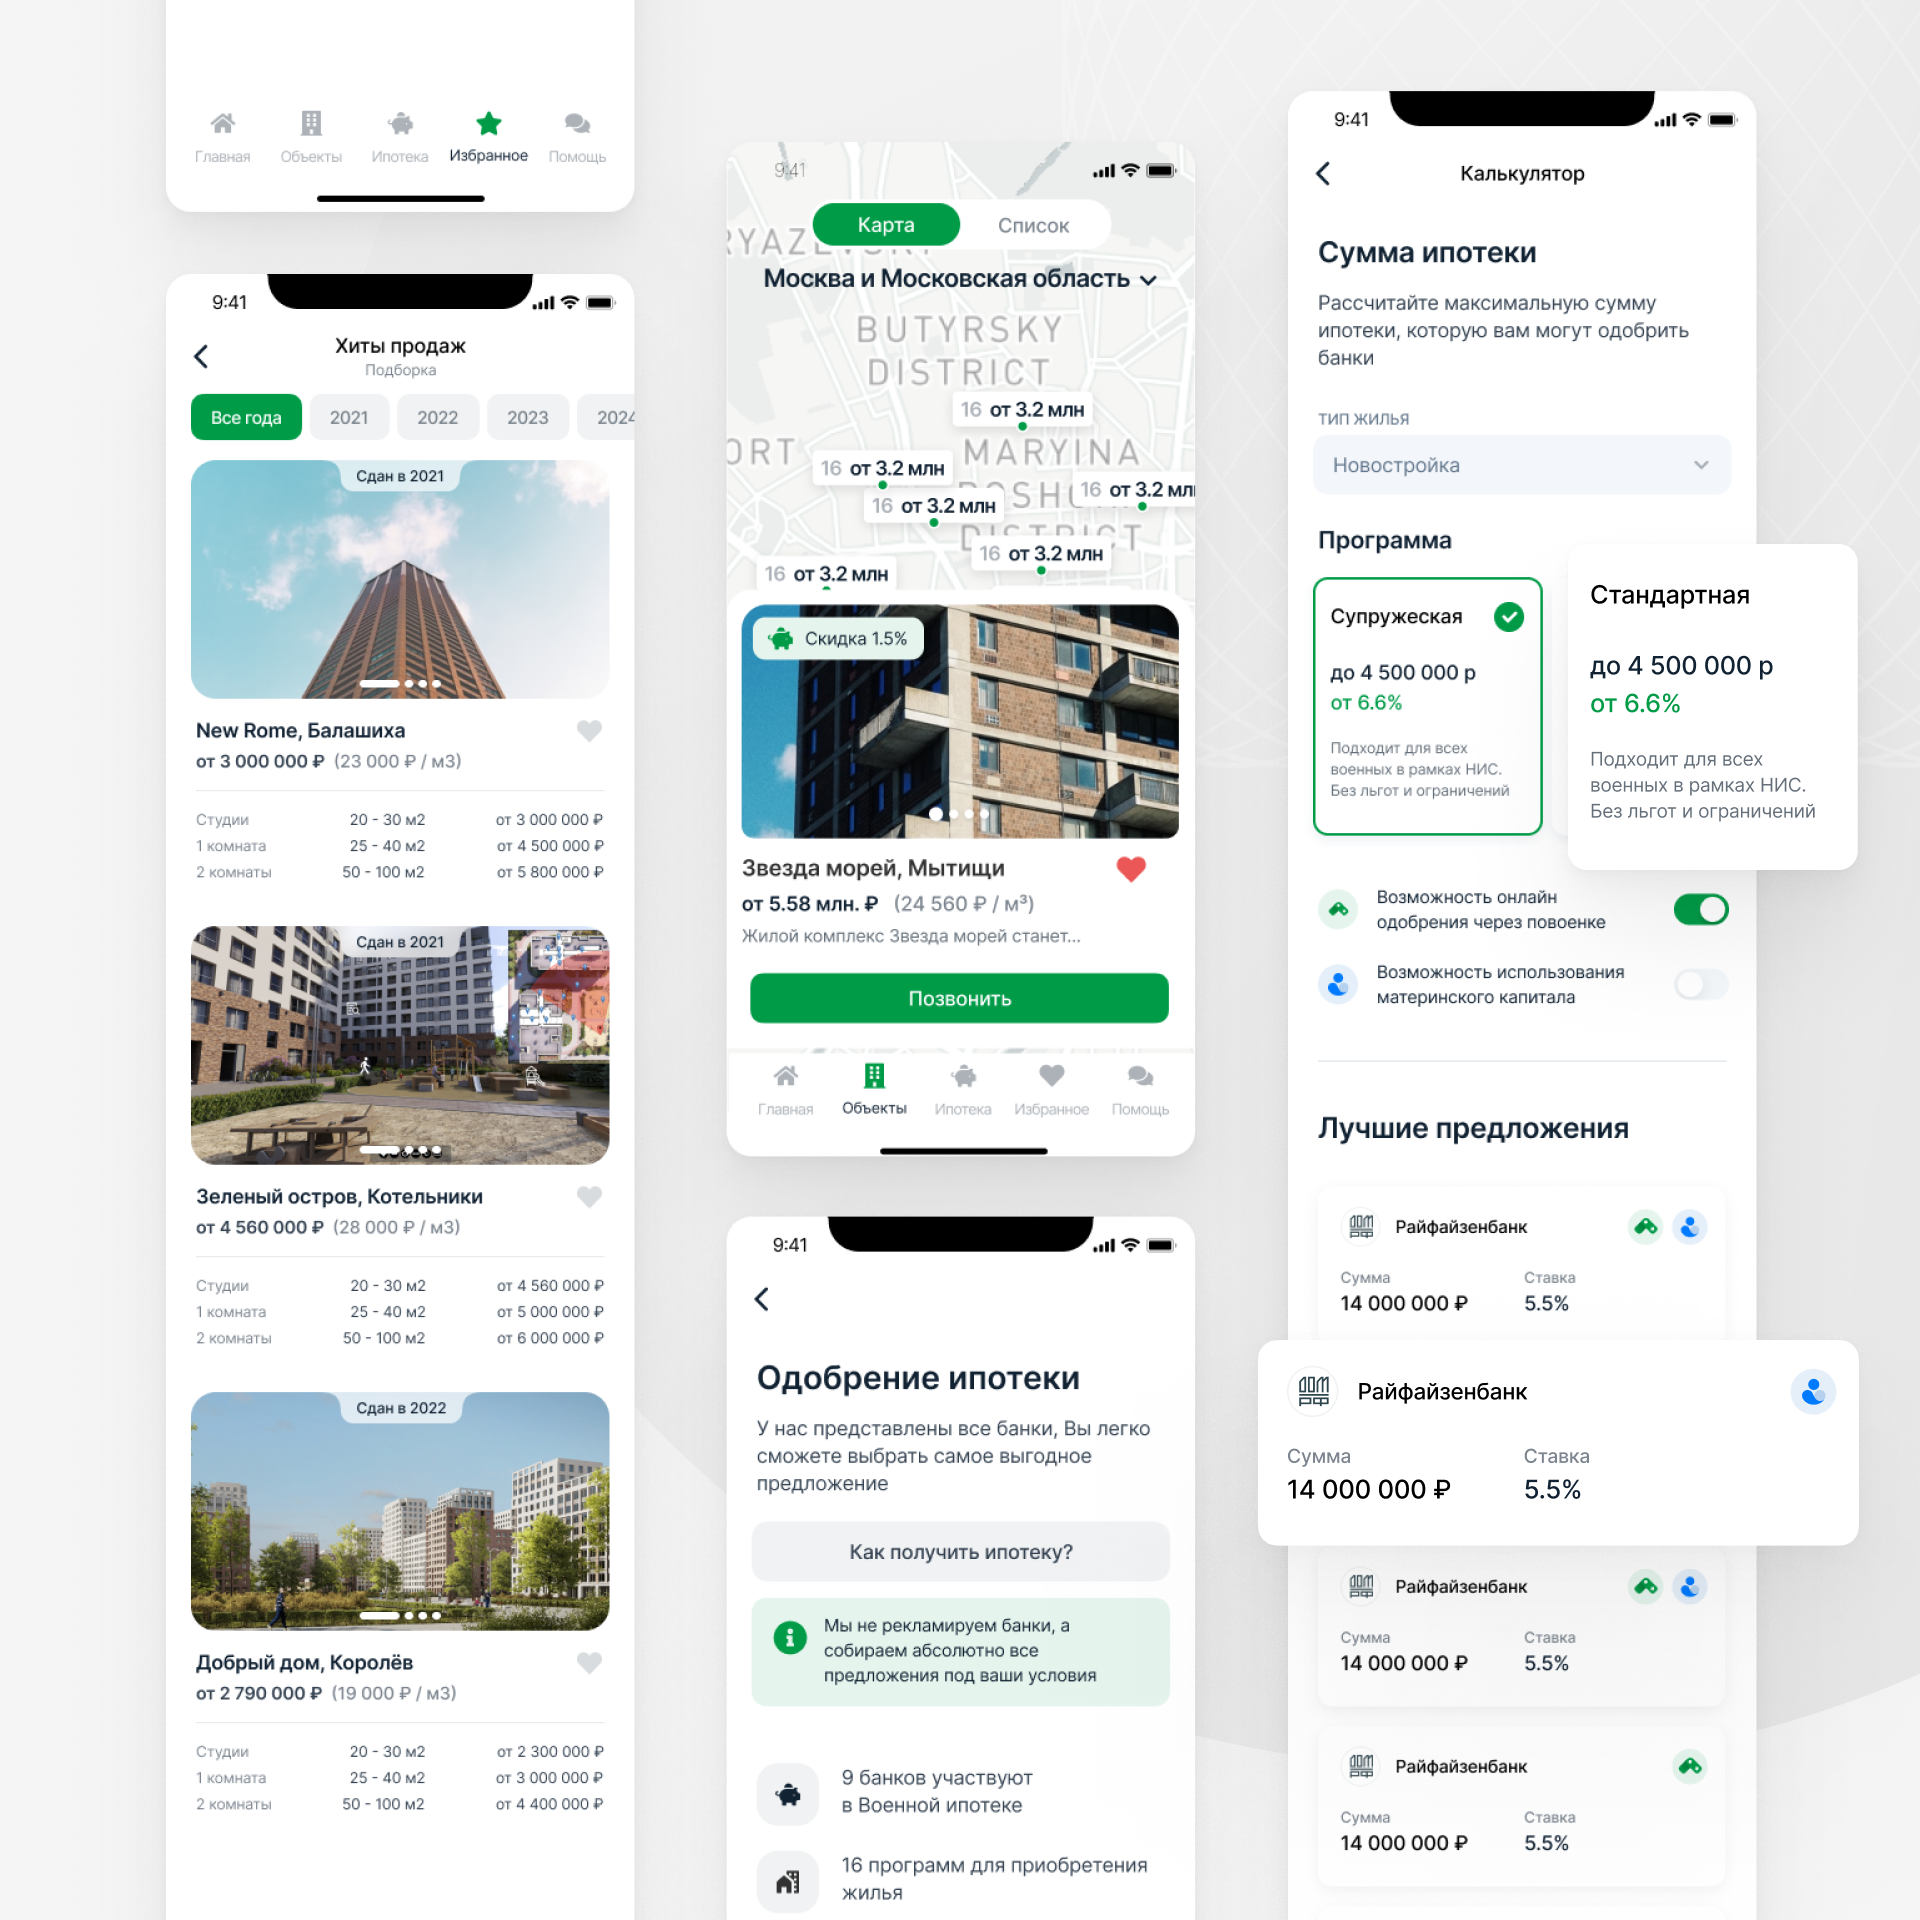 Главная
Объекты
Ипотека
Избранное
Помощь
9:41
Хиты продаж
Подборка
Все года
2021
2022
2023
2024
Сдан в 2021
New Rome, Балашиха
от 3 000 000 ₽ (23 000 ₽ / м3)
Студии 20 - 30 м2 от 3 000 000 ₽
1 комната 25 - 40 м2 от 4 500 000 ₽
2 комнаты 50 - 100 м2 от 5 800 000 ₽
Сдан в 2021
Зеленый остров, Котельники
от 4 560 000 ₽ (28 000 ₽ / м3)
Студии 20 - 30 м2 от 4 560 000 ₽
1 комната 25 - 40 м2 от 5 000 000 ₽
2 комнаты 50 - 100 м2 от 6 000 000 ₽
Сдан в 2022
Добрый дом, Королёв
от 2 790 000 ₽ (19 000 ₽ / м3)
Студии 20 - 30 м2 от 2 300 000 ₽
1 комната 25 - 40 м2 от 3 000 000 ₽
2 комнаты 50 - 100 м2 от 4 400 000 ₽
9:41
Карта
Список
Москва и Московская область
BUTYRSKY
DISTRICT
16 от 3.2 млн
MARYINA
ORT
16 от 3.2 млн
16 от 3.2 мл
16 от 3.2 млн
DISTRICT
16 от 3.2 млн
16 от 3.2 млн
Скидка 1.5%
Звезда морей, Мытищи
от 5.58 млн. ₽ (24 560 ₽ / м³)
Жилой комплекс Звезда морей станет...
Позвонить
Главная
Объекты
Ипотека
Избранное
Помощь
9:41
Одобрение ипотеки
У нас представлены все банки, Вы легко
сможете выбрать самое выгодное
предложение
Как получить ипотеку?
Мы не рекламируем банки, а
собираем абсолютно все
предложения под ваши условия
9 банков участвуют
в Военной ипотеке
16 программ для приобретения
жилья
9:41
Калькулятор
Сумма ипотеки
Рассчитайте максимальную сумму
ипотеки, которую вам могут одобрить
банки
ТИП ЖИЛЬЯ
Новостройка
Программа
Супружеская
до 4 500 000 р
от 6.6%
Подходит для всех
военных в рамках НИС.
Без льгот и ограничений
Стандартная
до 4 500 000 р
от 6.6%
Подходит для всех
военных в рамках НИС.
Без льгот и ограничений
Возможность онлайн
одобрения через повоенке
Возможность использования
материнского капитала
Лучшие предложения
ДОМ
РФ
Райфайзенбанк
Сумма Ставка
14 000 000 ₽ 5.5%
ДОМ
РФ
Райфайзенбанк
Сумма Ставка
14 000 000 ₽ 5.5%
ДОМ
РФ
Райфайзенбанк
Сумма Ставка
14 000 000 ₽ 5.5%
ДОМ
РФ
Райфайзенбанк
Сумма Ставка
14 000 000 ₽ 5.5%